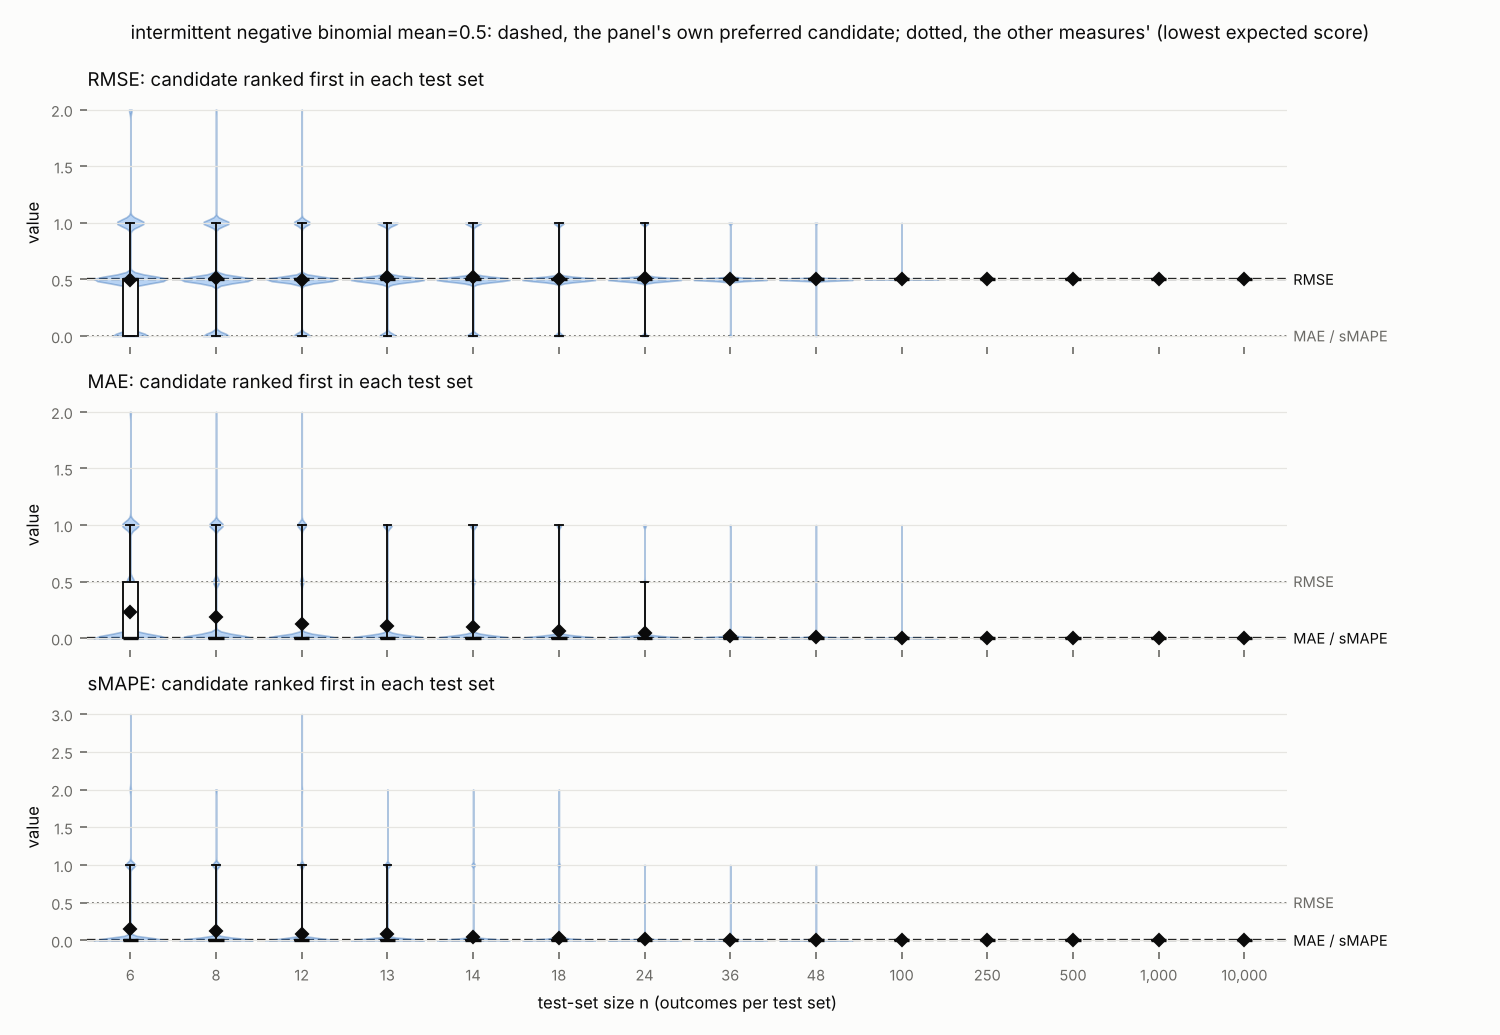 intermittent negative binomial mean=0.5: dashed, the panel's own preferred candidate; dotted, the other measures' (lowest expected score)
RMSE: candidate ranked first in each test set
2.0
1.5
1.0
0.5
0.0
value
RMSE
MAE / sMAPE
MAE: candidate ranked first in each test set
2.0
1.5
1.0
0.5
0.0
value
RMSE
MAE / sMAPE
sMAPE: candidate ranked first in each test set
3.0
2.5
2.0
1.5
1.0
0.5
0.0
value
RMSE
MAE / sMAPE
6 8 12 13 14 18 24 36 48 100 250 500 1,000 10,000
test-set size n (outcomes per test set)